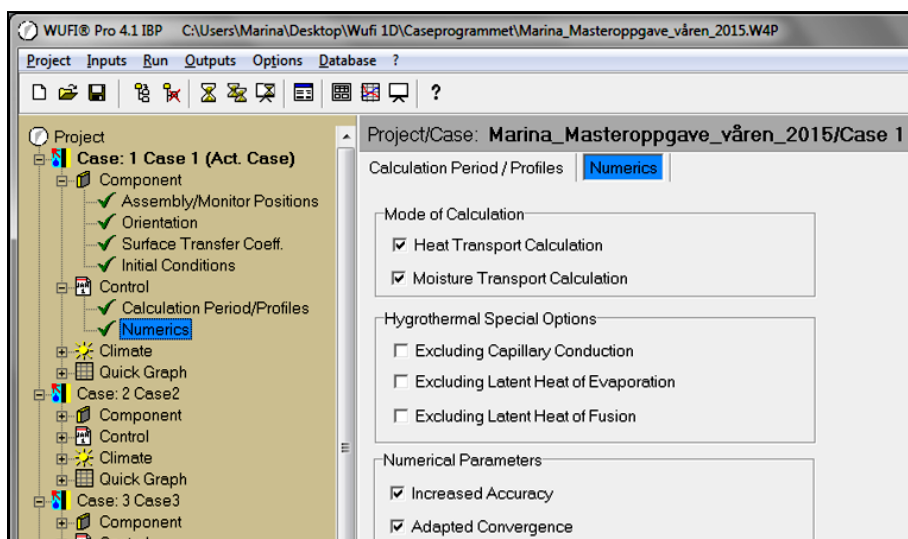 WUFI® Pro 4.1 IBP C:\Users\Marina\Desktop\Wufi 1D\Caseprogrammet\Marina_Masteroppgave_våren_2015.W4P
Project Inputs Run Outputs Options Database ?
?
Project
Case: 1 Case 1 (Act. Case)
Component
Assembly/Monitor Positions
Orientation
Surface Transfer Coeff.
Initial Conditions
Control
Calculation Period/Profiles
Numerics
Climate
Quick Graph
Case: 2 Case2
Component
Control
Climate
Quick Graph
Case: 3 Case3
Component
Project/Case: Marina_Masteroppgave_våren_2015/Case 1
Calculation Period / Profiles Numerics
Mode of Calculation
Heat Transport Calculation
Moisture Transport Calculation
Hygrothermal Special Options
Excluding Capillary Conduction
Excluding Latent Heat of Evaporation
Excluding Latent Heat of Fusion
Numerical Parameters
Increased Accuracy
Adapted Convergence